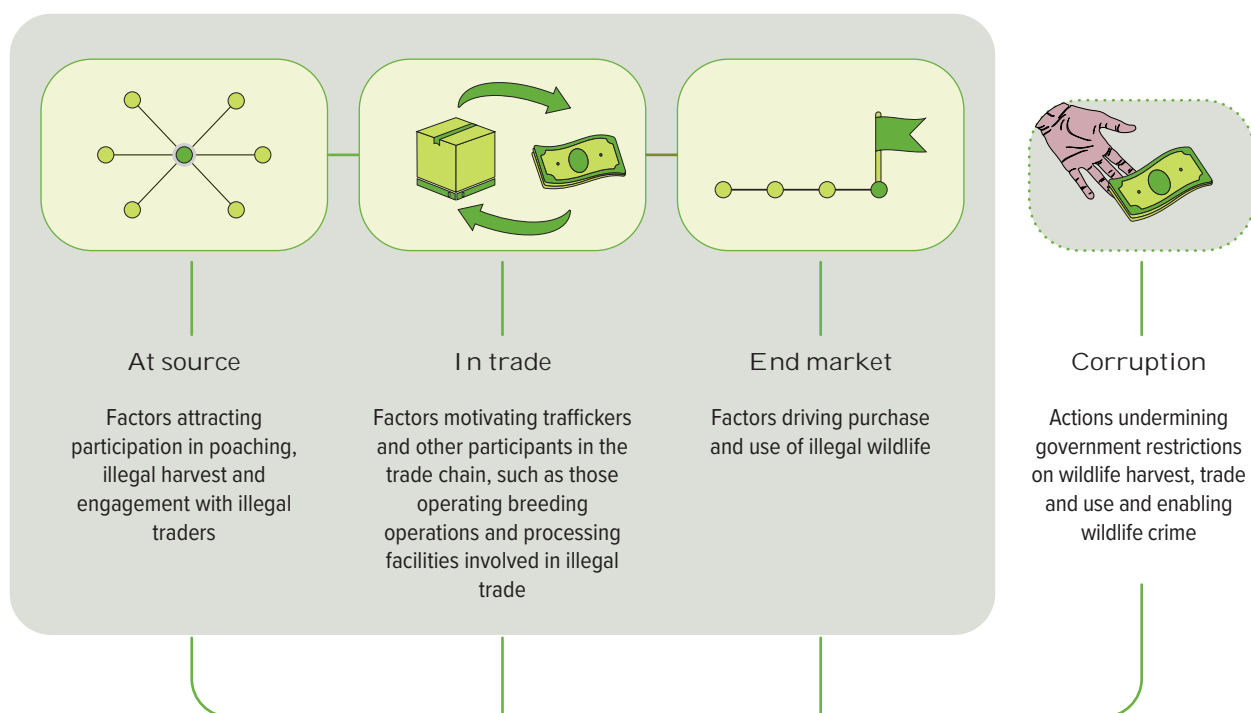 At source
Factors attracting
participation in poaching,
illegal harvest and
engagement with illegal
traders
In trade
Factors motivating traffickers
and other participants in the
trade chain, such as those
operating breeding
operations and processing
facilities involved in illegal
trade
End market
Factors driving purchase
and use of illegal wildlife
Corruption
Actions undermining
government restrictions
on wildlife harvest, trade
and use and enabling
wildlife crime